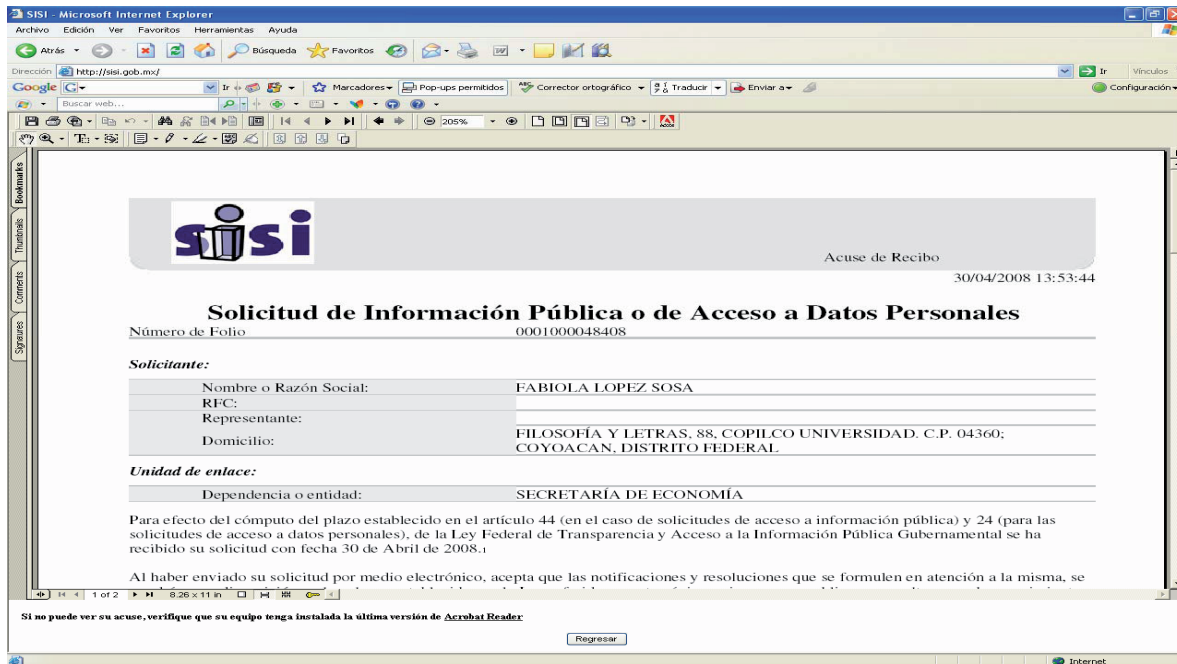 SISI - Microsoft Internet Explorer
Archivo Edición Ver Favoritos Herramientas Ayuda
Atrás Búsqueda Favoritos
Dirección http://sisi.gob.mx/ Ir Vínculos
Google G Ir Marcadores Pop-ups permitidos Corrector ortográfico Traducir Enviar a Configuración
Buscar web...
205%
Bookmarks
Thumbnails
Comments
Signatures
sisi
Acuse de Recibo
30/04/2008 13:53:44
Solicitud de Información Pública o de Acceso a Datos Personales
Número de Folio 0001000048408
Solicitante:
Nombre o Razón Social: FABIOLA LOPEZ SOSA
RFC:
Representante:
Domicilio: FILOSOFÍA Y LETRAS, 88, COPILCO UNIVERSIDAD. C.P. 04360;
COYOACAN, DISTRITO FEDERAL
Unidad de enlace:
Dependencia o entidad: SECRETARÍA DE ECONOMÍA
Para efecto del cómputo del plazo establecido en el artículo 44 (en el caso de solicitudes de acceso a información pública) y 24 (para las
solicitudes de acceso a datos personales), de la Ley Federal de Transparencia y Acceso a la Información Pública Gubernamental se ha
recibido su solicitud con fecha 30 de Abril de 2008.1
Al haber enviado su solicitud por medio electrónico, acepta que las notificaciones y resoluciones que se formulen en atención a la misma, se
1 of 2 8.26 x 11 in
Si no puede ver su acuse, verifique que su equipo tenga instalada la última versión de Acrobat Reader
Regresar
Internet